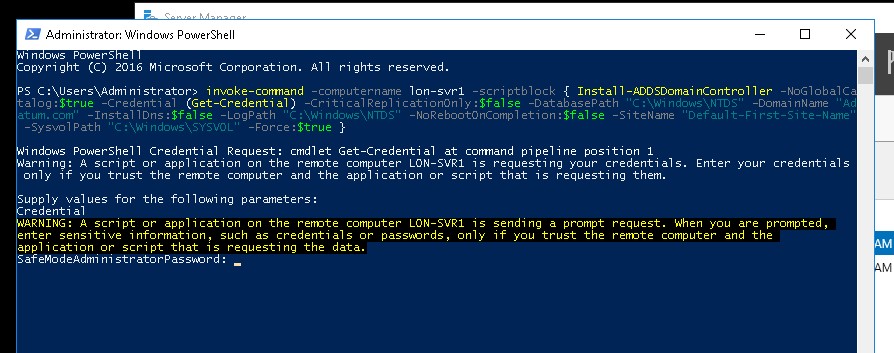 Server Manager
Administrator: Windows PowerShell
Windows PowerShell
Copyright (C) 2016 Microsoft Corporation. All rights reserved.
PS C:\Users\Administrator> invoke-command -computername lon-svr1 -scriptblock { Install-ADDSDomainController -NoGlobalCa
talog:$true -Credential (Get-Credential) -CriticalReplicationOnly:$false -DatabasePath "C:\Windows\NTDS" -DomainName "Ad
atum.com" -InstallDns:$false -LogPath "C:\Windows\NTDS" -NoRebootOnCompletion:$false -SiteName "Default-First-Site-Name"
-SysvolPath "C:\Windows\SYSVOL" -Force:$true }
Windows PowerShell Credential Request: cmdlet Get-Credential at command pipeline position 1
Warning: A script or application on the remote computer LON-SVR1 is requesting your credentials. Enter your credentials
only if you trust the remote computer and the application or script that is requesting them.
Supply values for the following parameters:
Credential
WARNING: A script or application on the remote computer LON-SVR1 is sending a prompt request. When you are prompted,
enter sensitive information, such as credentials or passwords, only if you trust the remote computer and the
application or script that is requesting the data.
SafeModeAdministratorPassword: _
AM
AM